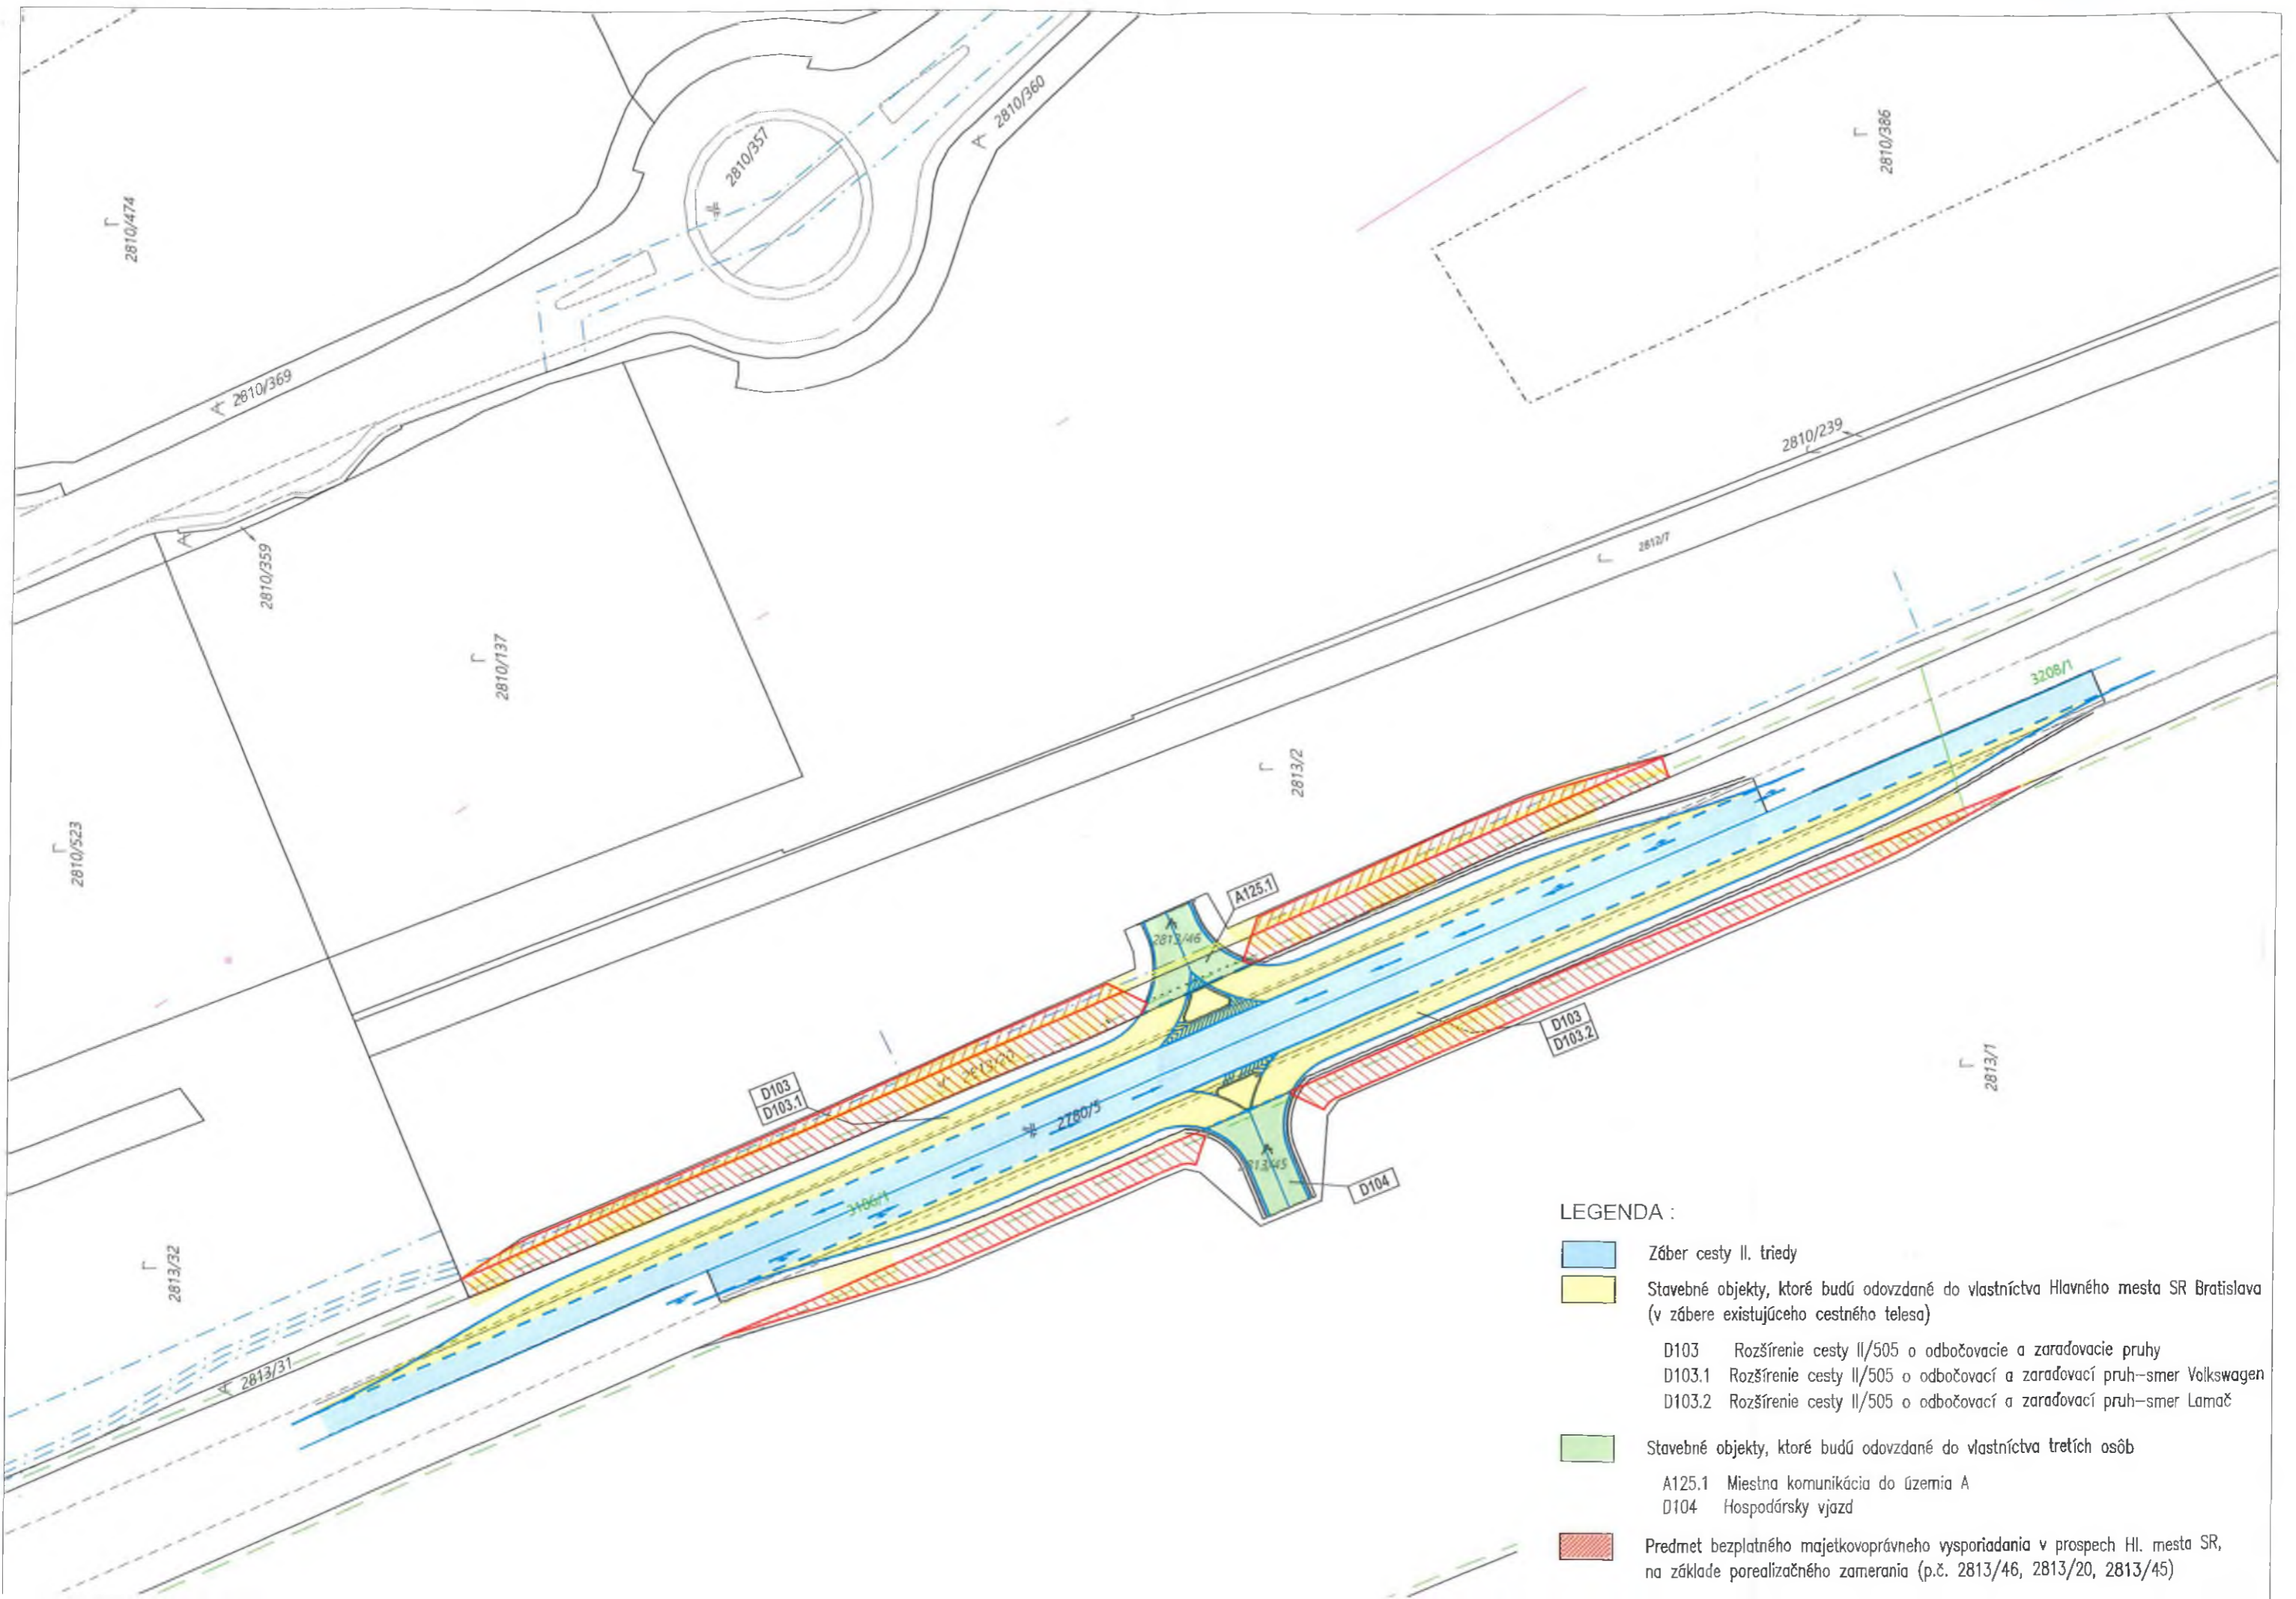 2810/357
2810/360
2810/386
2810/474
2810/369
2810/239
2810/359
2812/7
2810/137
3208/1
2813/2
2810/523
A125.1
2813/46
D103
D103.2
2813/20
D103
D103.1
2780/5
2813/1
2813/45
D104
3106/1
2813/32
2813/31
LEGENDA :
Záber cesty II. triedy
Stavebné objekty, ktoré budú odovzdané do vlastníctva Hlavného mesta SR Bratislava
(v zábere existujúceho cestného telesa)
D103 Rozšírenie cesty II/505 o odbočovacie a zaraďovacie pruhy
D103.1 Rozšírenie cesty II/505 o odbočovací a zaraďovací pruh-smer Volkswagen
D103.2 Rozšírenie cesty II/505 o odbočovací a zaraďovací pruh-smer Lamač
Stavebné objekty, ktoré budú odovzdané do vlastníctva tretích osôb
A125.1 Miestna komunikácia do územia A
D104 Hospodársky vjazd
Predmet bezplatného majetkovoprávneho vysporiadania v prospech Hl. mesta SR,
na základe porealizačného zamerania (p.č. 2813/46, 2813/20, 2813/45)